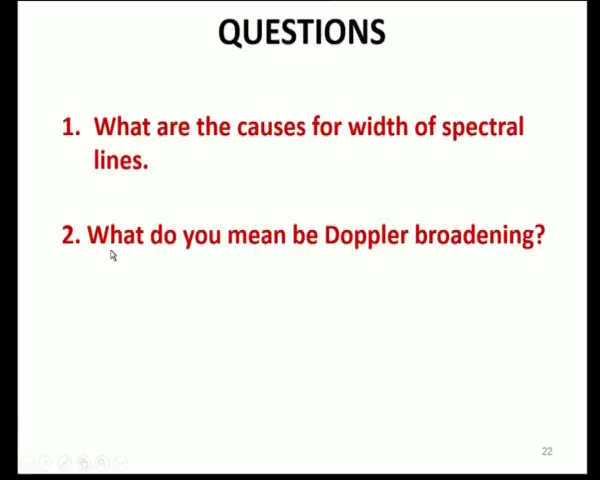 QUESTIONS
1. What are the causes for width of spectral
lines.
2. What do you mean be Doppler broadening?
22